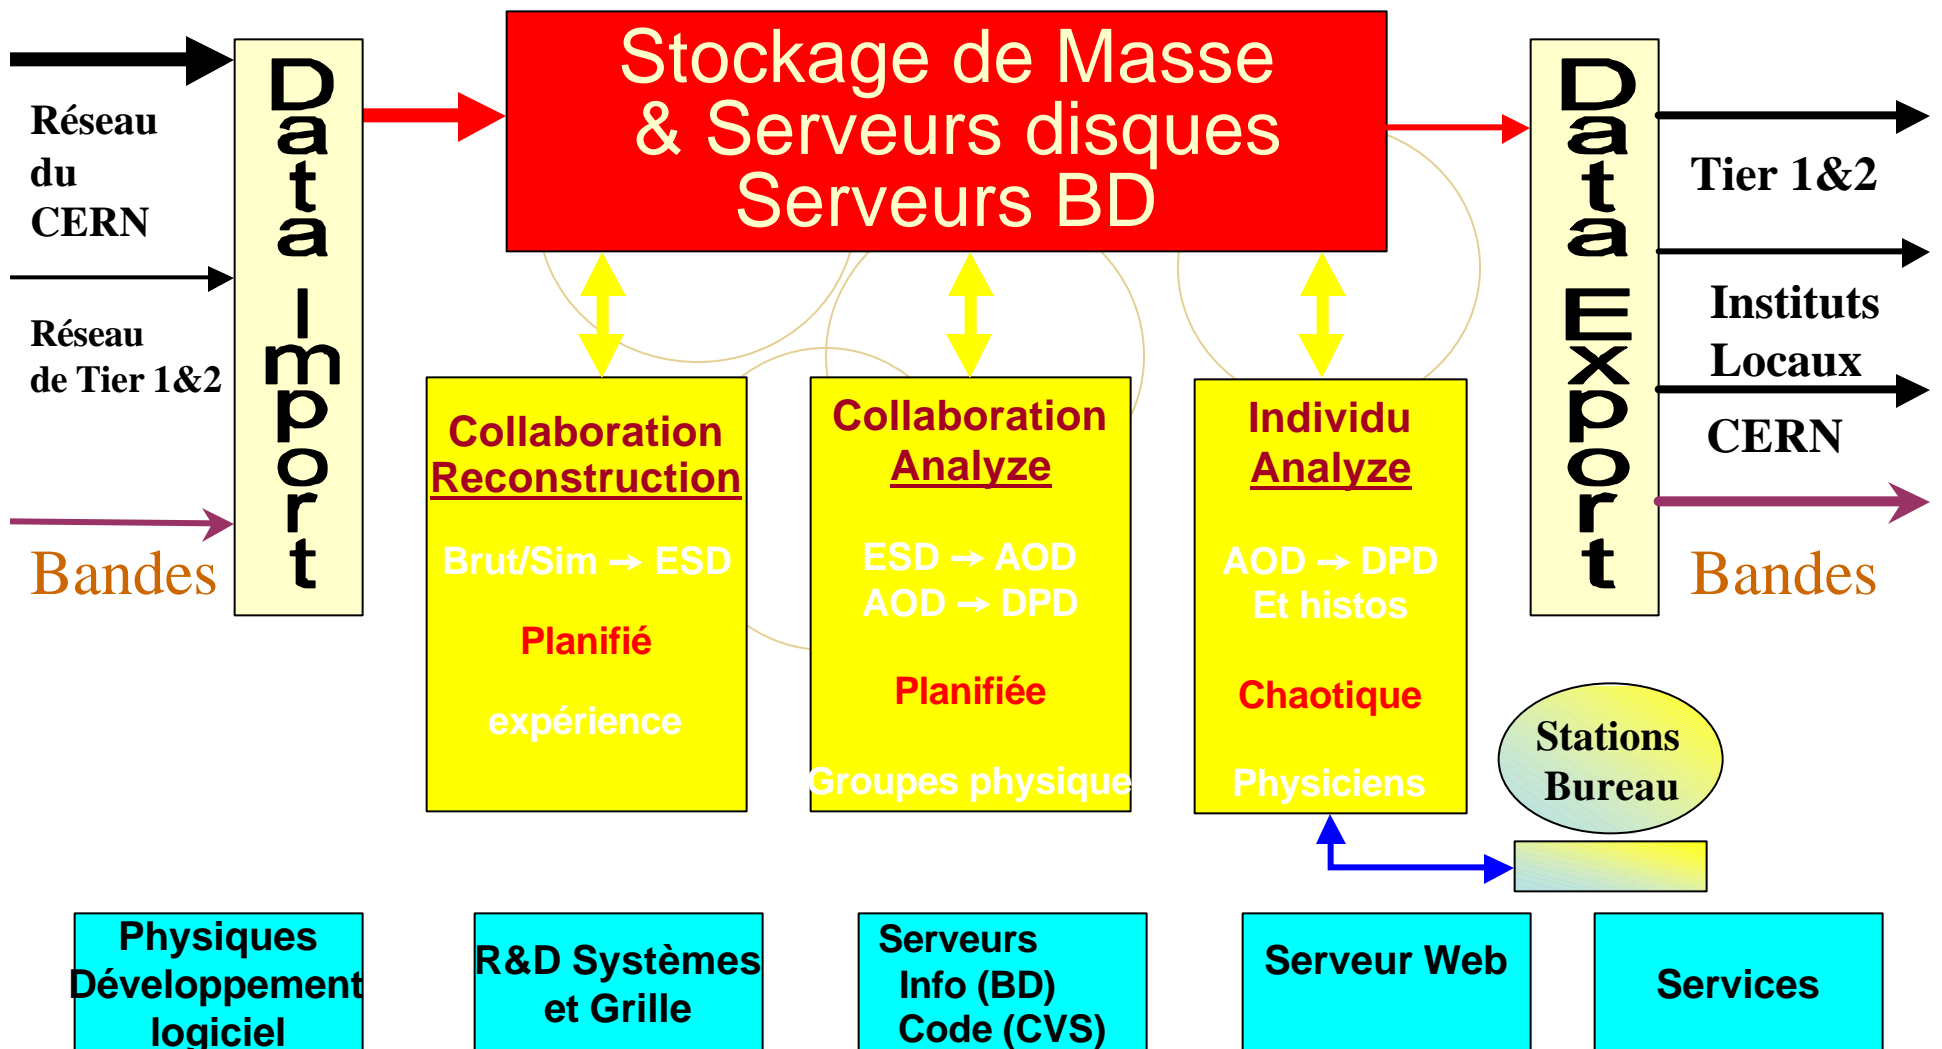 Réseau
du
CERN
Réseau
de Tier 1&2
Bandes
Data Import
Stockage de Masse
& Serveurs disques
Serveurs BD
Data Export
Tier 1&2
Instituts
Locaux
CERN
Bandes
Collaboration
Reconstruction
Brut/Sim → ESD
Planifié
expérience
Collaboration
Analyze
ESD → AOD
AOD → DPD
Planifiée
Groupes physique
Individu
Analyze
AOD → DPD
Et histos
Chaotique
Physiciens
Stations
Bureau
Physiques
Développement
logiciel
R&D Systèmes
et Grille
Serveurs
Info (BD)
Code (CVS)
Serveur Web
Services